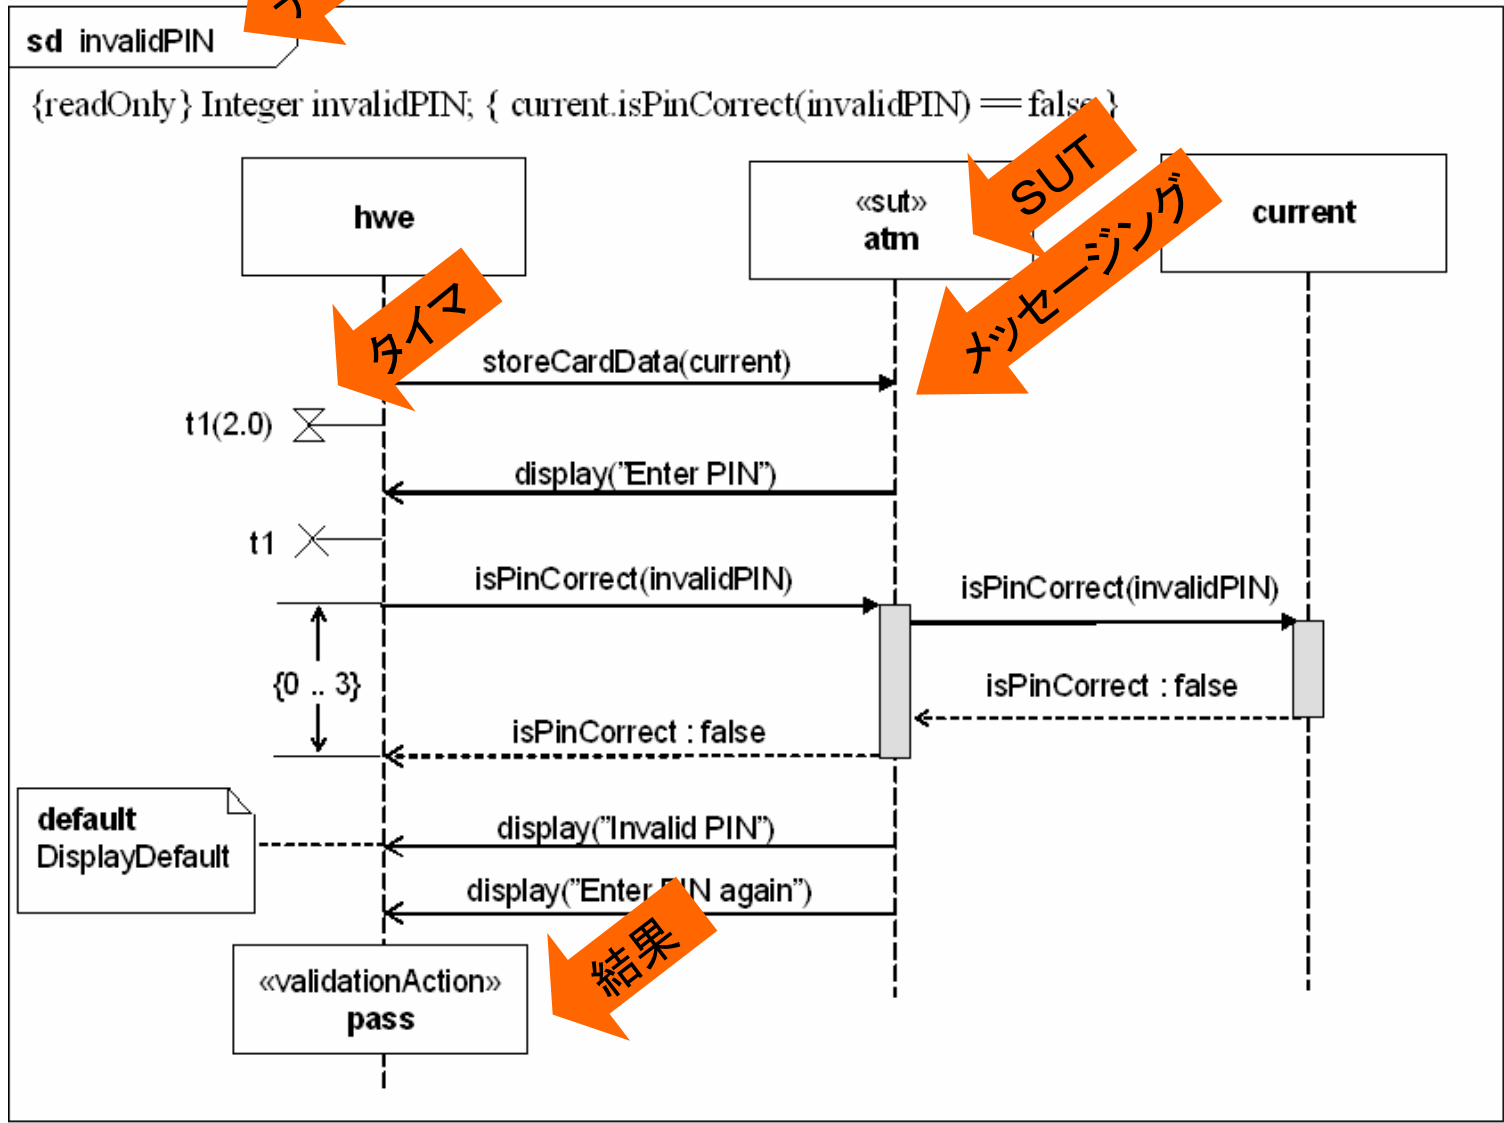 sd invalidPIN
{readOnly} Integer invalidPIN; { current.isPinCorrect(invalidPIN) == false }
SUT
メッセージング
hwe
«sut»
atm
current
タイマ
storeCardData(current)
t1(2.0)
display("Enter PIN")
t1
isPinCorrect(invalidPIN)
isPinCorrect(invalidPIN)
{0 .. 3}
isPinCorrect : false
isPinCorrect : false
default
DisplayDefault
display("Invalid PIN")
display("Enter PIN again")
結果
«validationAction»
pass